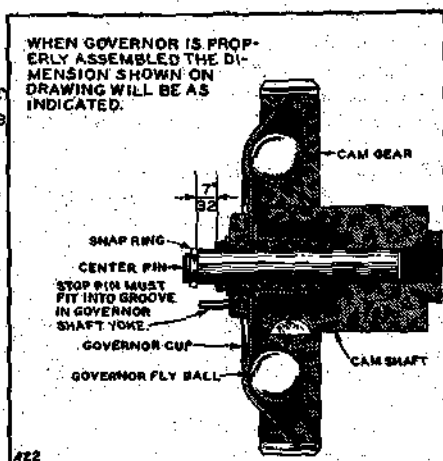 WHEN GOVERNOR IS PROP-
ERLY ASSEMBLED THE DI-
MENSION SHOWN ON
DRAWING WILL BE AS
INDICATED.
CAM GEAR
7"
32
SNAP RING
CENTER PIN
STOP PIN MUST
FIT INTO GROOVE
IN GOVERNOR
SHAFT YOKE.
GOVERNOR CUP
CAM SHAFT
GOVERNOR FLY BALL
422